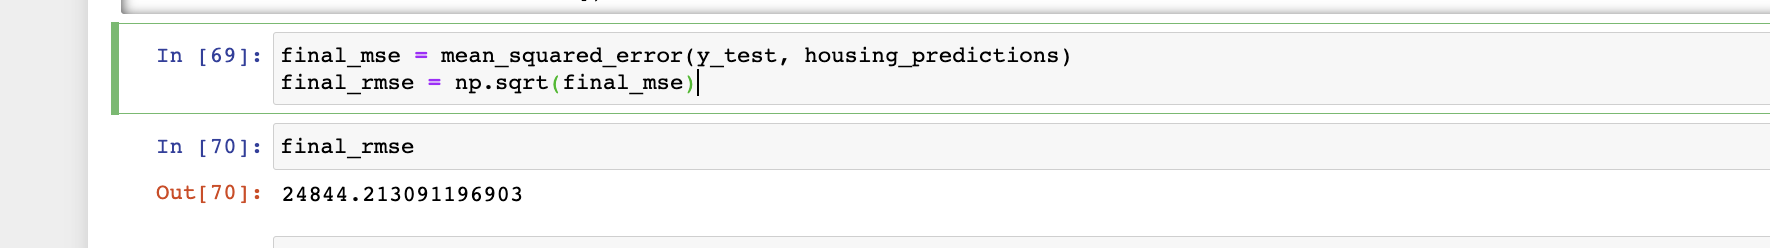 In [69]: final_mse = mean_squared_error(y_test, housing_predictions)
final_rmse = np.sqrt(final_mse)
In [70]: final_rmse
Out[70]: 24844.213091196903